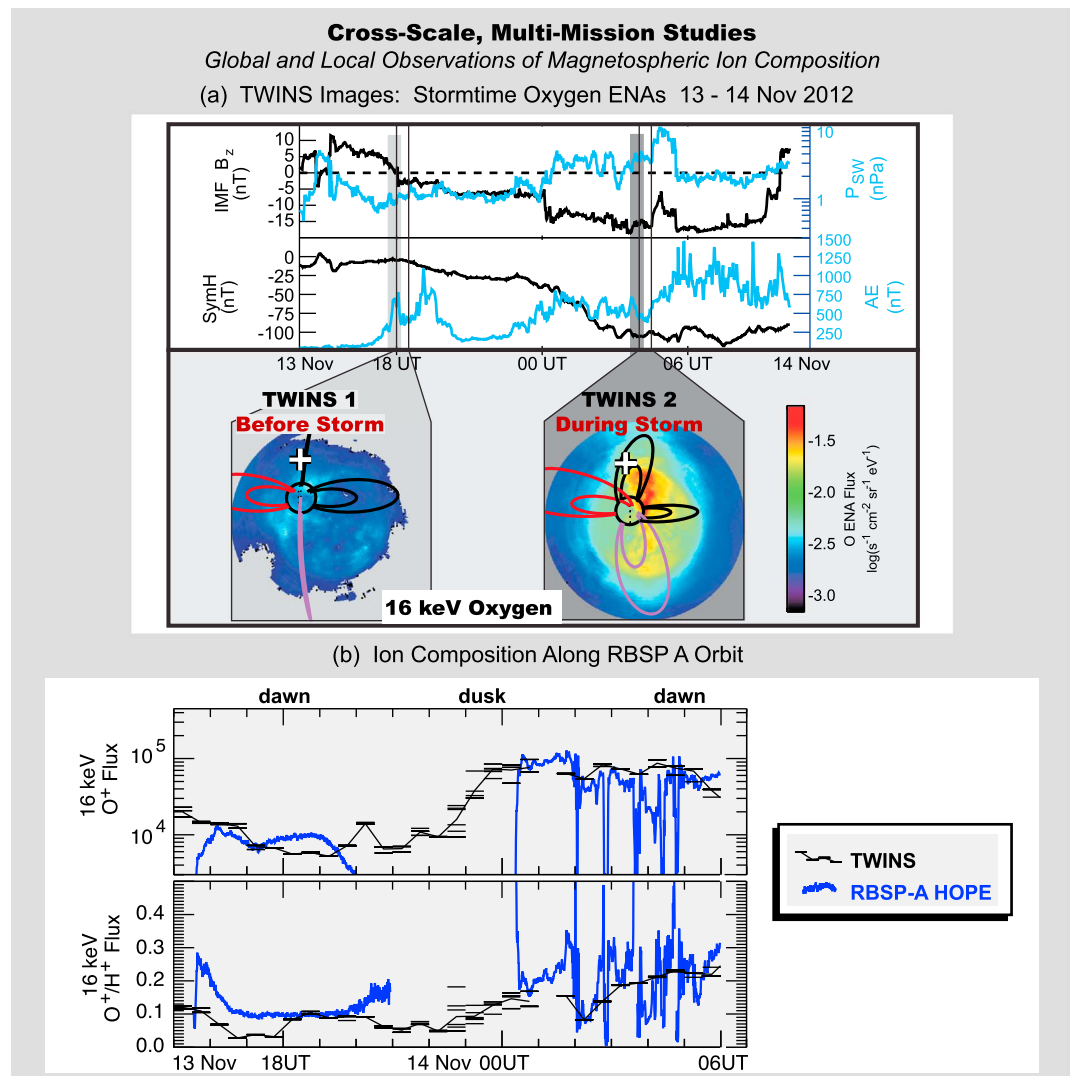 Cross-Scale, Multi-Mission Studies
Global and Local Observations of Magnetospheric Ion Composition
(a) TWINS Images: Stormtime Oxygen ENAs 13 - 14 Nov 2012
IMF Bz
(nT)
10
5
0
-5
-10
-15
10
1
PSW
(nPa)
SymH
(nT)
0
-25
-50
-75
-100
1500
1250
1000
750
500
250
AE
(nT)
13 Nov 18 UT 00 UT 06 UT 14 Nov
TWINS 1
Before Storm
TWINS 2
During Storm
16 keV Oxygen
-1.5
-2.0
-2.5
-3.0
O ENA Flux
log(s-1 cm-2 sr-1 eV-1)
(b) Ion Composition Along RBSP A Orbit
dawn dusk dawn
16 keV
O+ Flux
10^5
10^4
16 keV
O+/H+ Flux
0.4
0.3
0.2
0.1
0.0
13 Nov 18UT 14 Nov 00UT 06UT
TWINS
RBSP-A HOPE